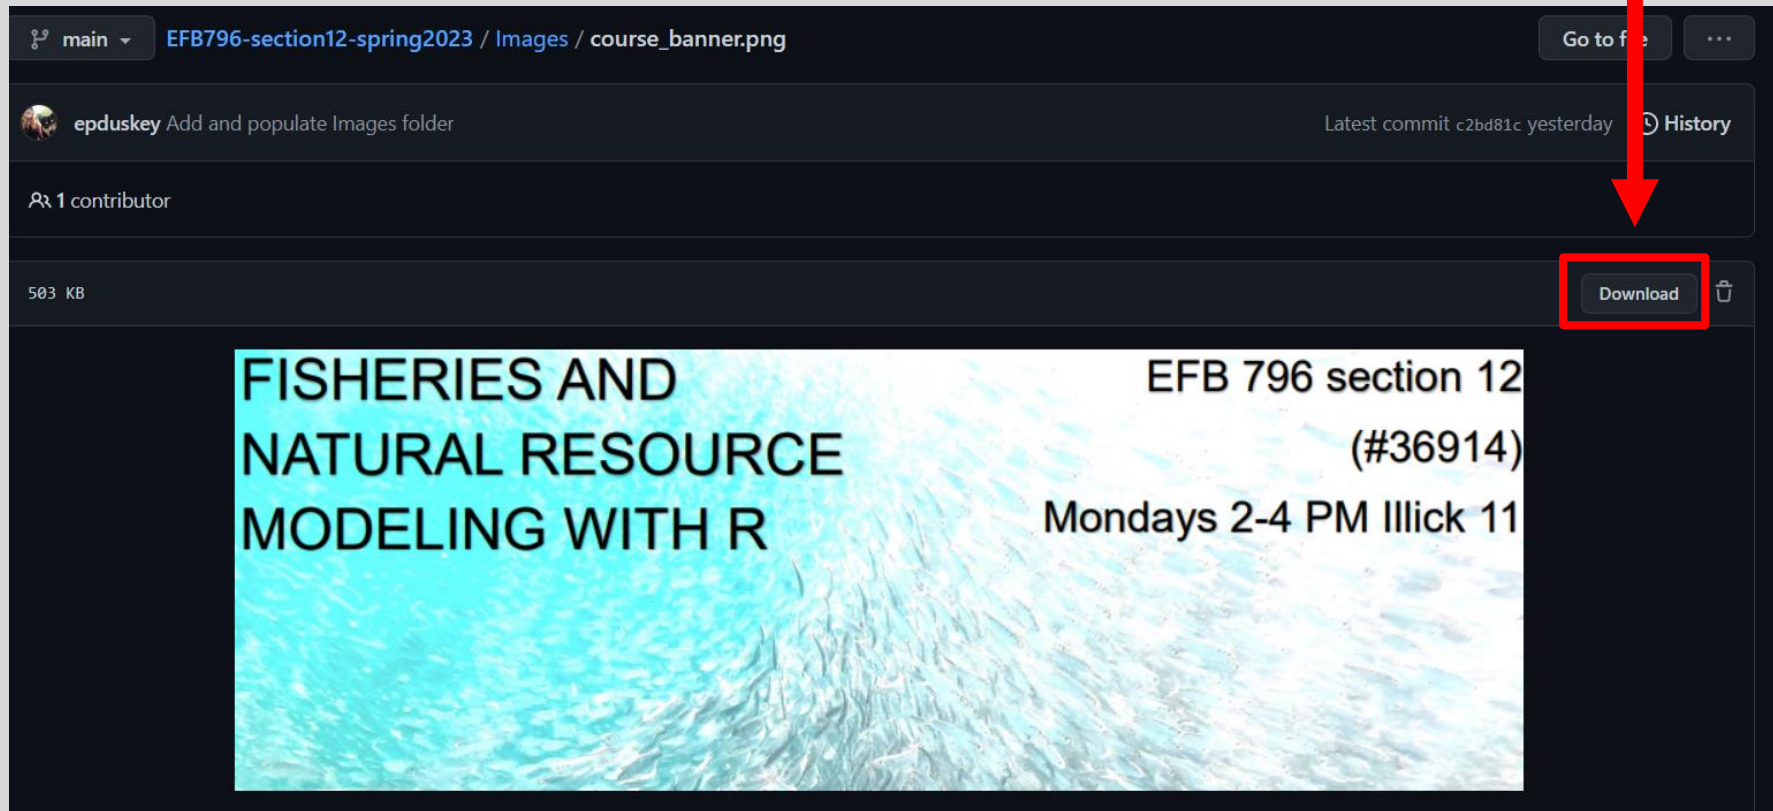 main
EFB796-section12-spring2023 / Images / course_banner.png
Go to file
...
epduskey Add and populate Images folder
Latest commit c2bd81c yesterday
History
1 contributor
503 KB
Download
FISHERIES AND
NATURAL RESOURCE
MODELING WITH R
EFB 796 section 12
(#36914)
Mondays 2-4 PM Illick 11